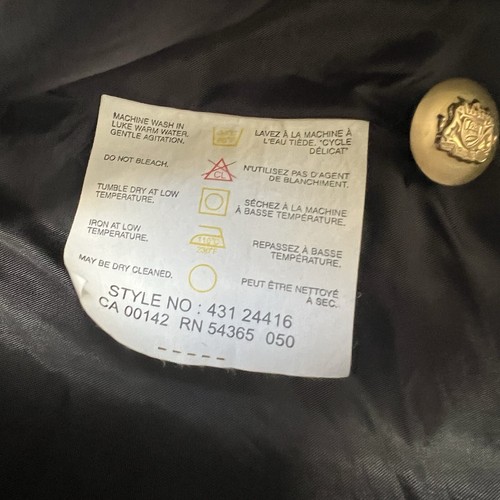 MACHINE WASH IN
LUKE WARM WATER.
GENTLE AGITATION.
LAVEZ À LA MACHINE À
L'EAU TIÈDE, "CYCLE
DÉLICAT"
DO NOT BLEACH.
CL
N'UTILISEZ PAS D'AGENT
DE BLANCHIMENT.
TUMBLE DRY AT LOW
TEMPERATURE.
SÉCHEZ À LA MACHINE
À BASSE TEMPÉRATURE.
IRON AT LOW
TEMPERATURE.
110°C
REPASSEZ À BASSE
TEMPÉRATURE.
MAY BE DRY CLEANED.
PEUT ÊTRE NETTOYÉ
À SEC.
STYLE NO : 431 24416
CA 00142 RN 54365 050